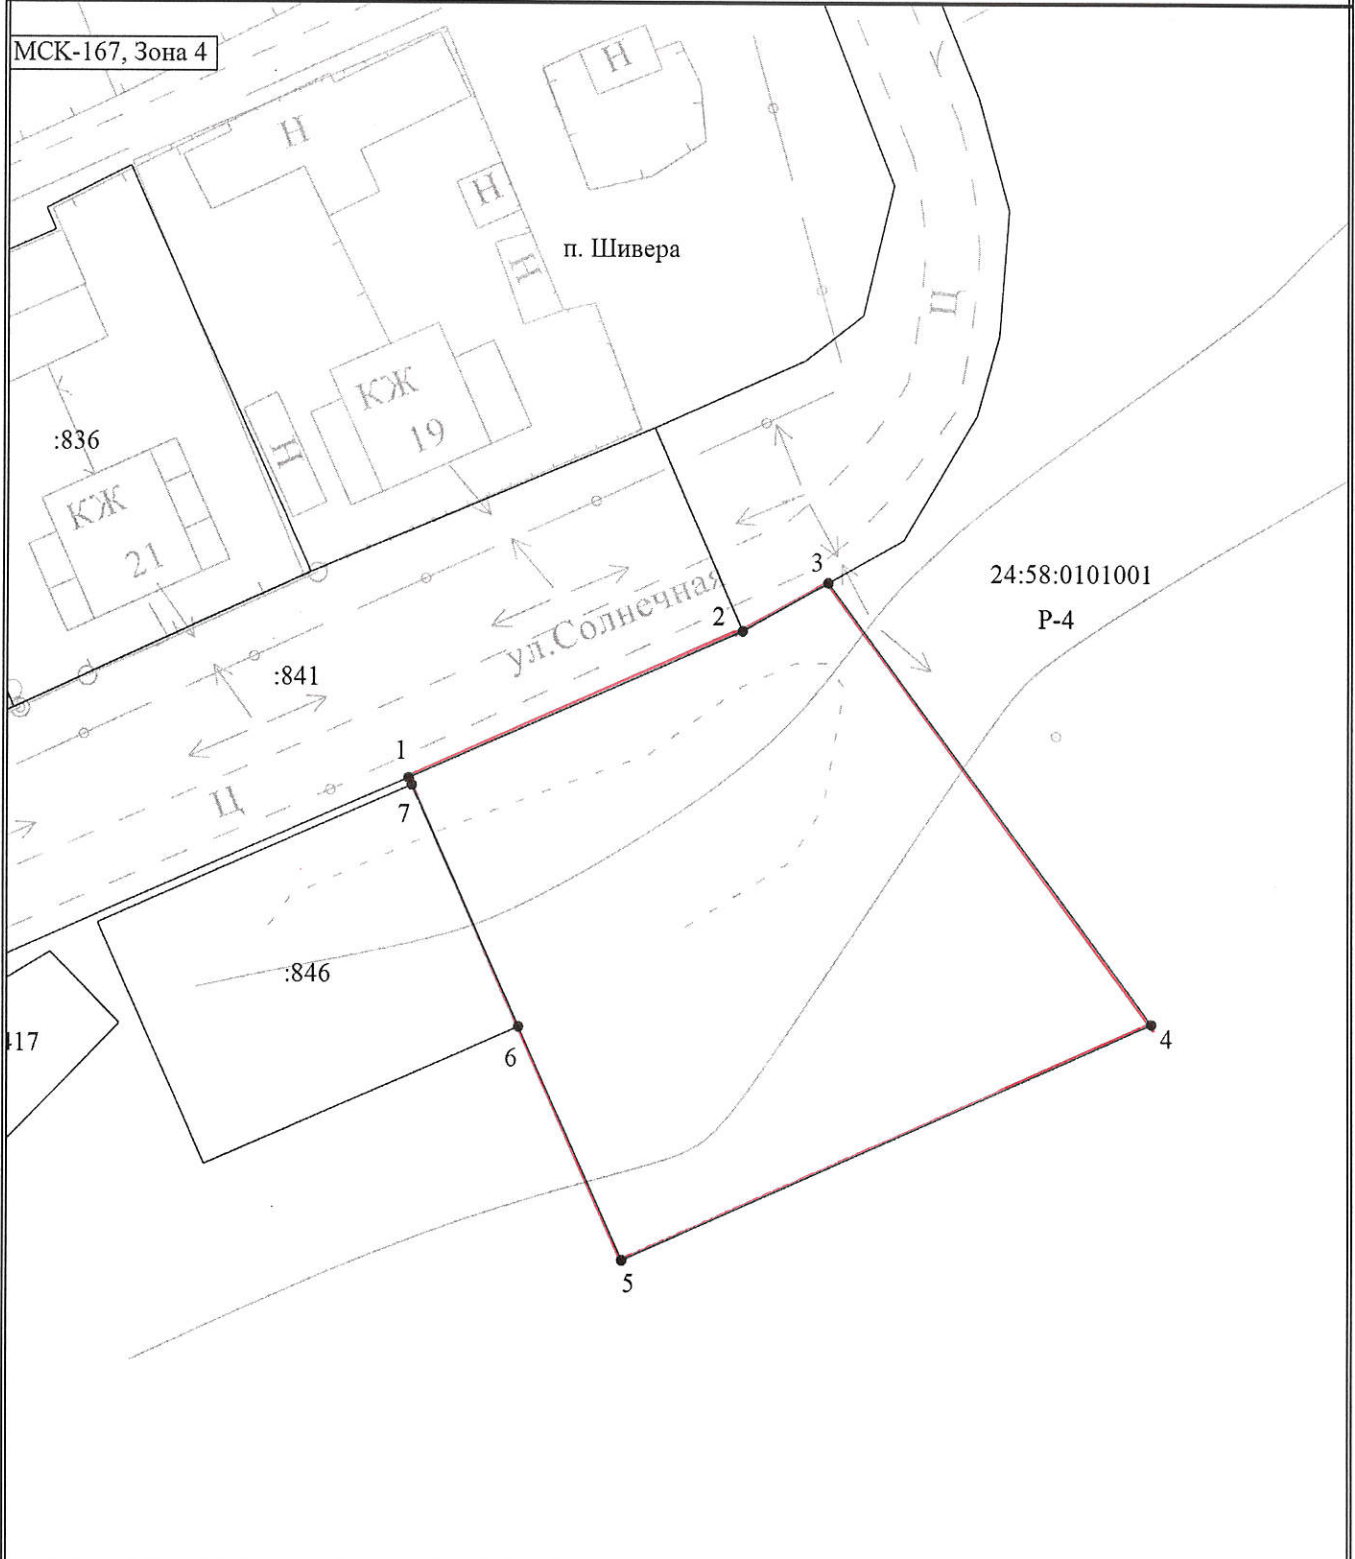 МСК-167, Зона 4
Н
Н
Н
п. Шивера
Н
Ц
КЖ
19
:836
Н
КЖ
21
3
24:58:0101001
Р-4
ул.Солнечная
2
:841
1
Ц
7
:846
417
4
6
5